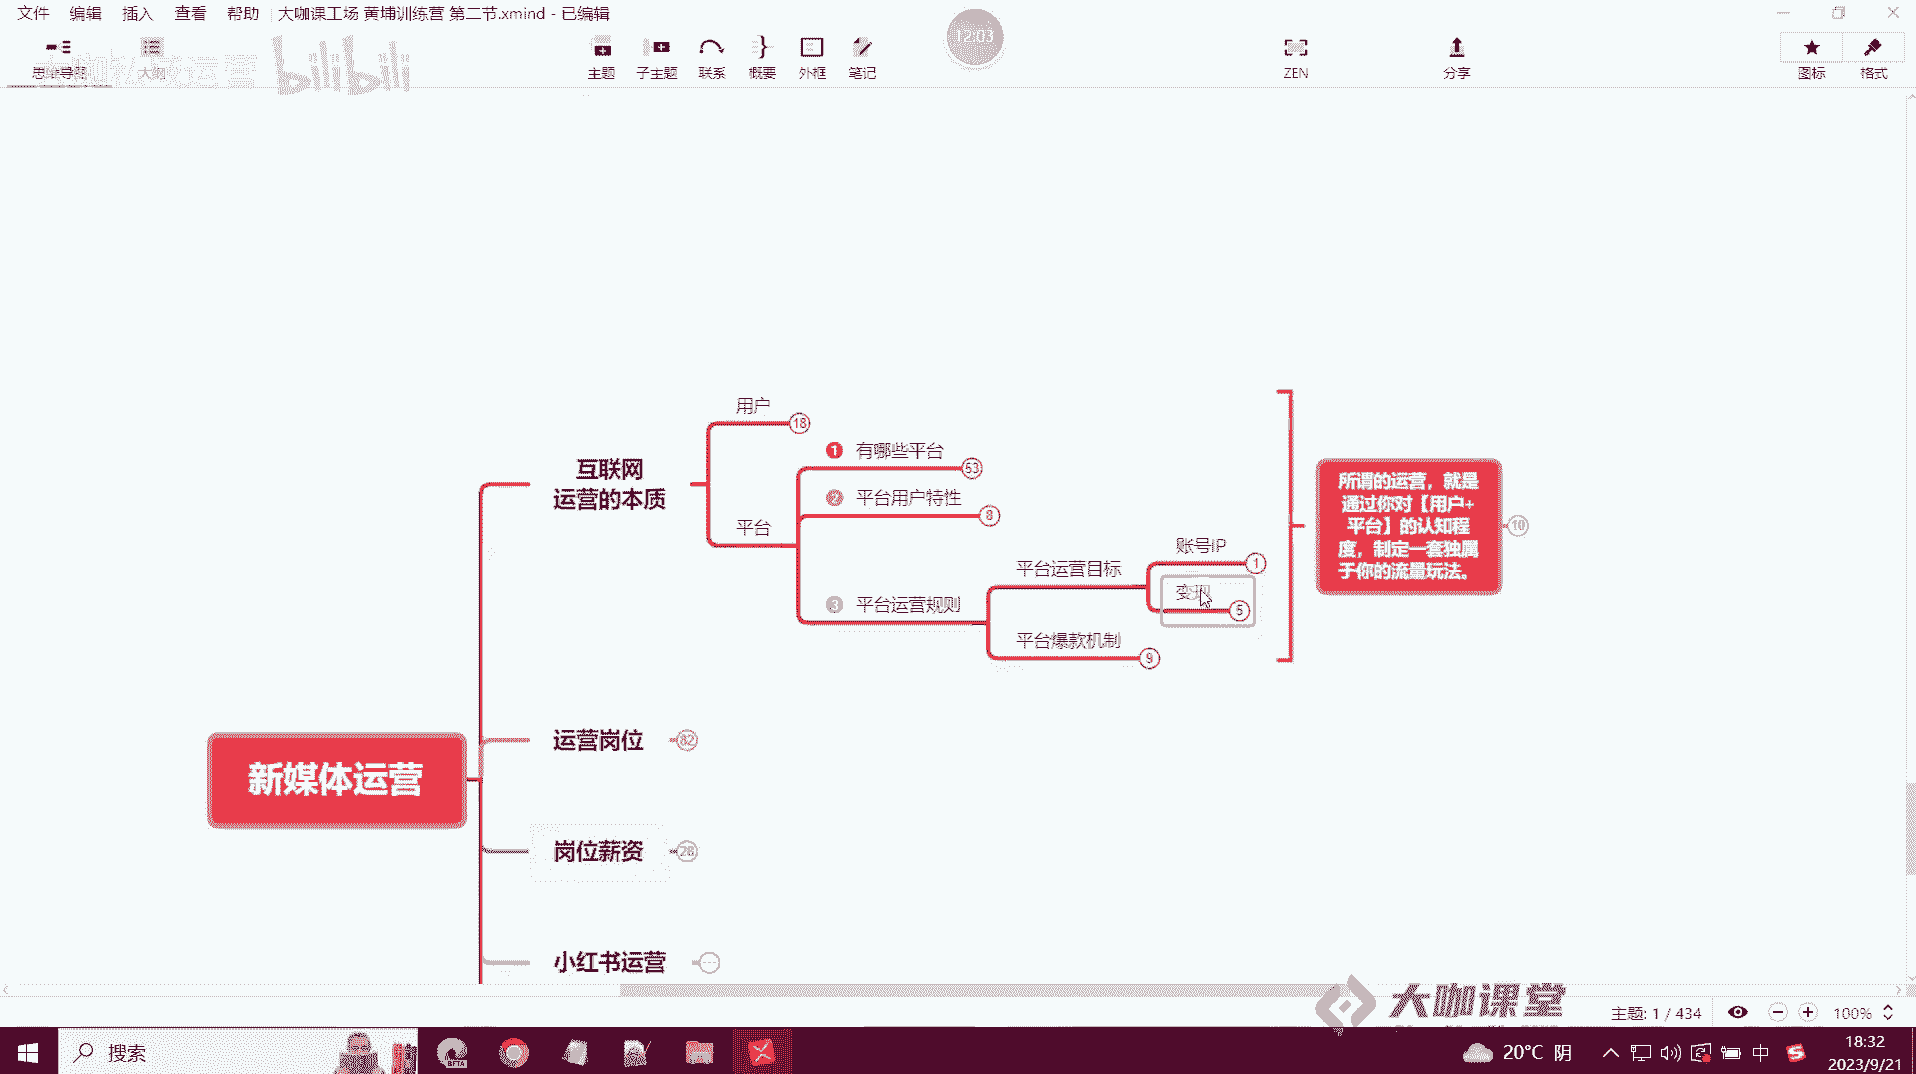 文件 编辑 插入 查看 帮助 大咖课工场 黄埔训练营 第二节.xmind - 已编辑
12:03
思维导图 大纲 主题 子主题 联系 概要 外框 笔记 ZEN 分享 图标 格式
bilibili
用户
18
1 有哪些平台
53
2 平台用户特性
8
互联网
运营的本质
平台
3 平台运营规则
平台运营目标
账号IP
1
变现
5
平台爆款机制
9
所谓的运营,就是
通过你对【用户+
平台】的认知程
度,制定一套独属
于你的流量玩法。
10
新媒体运营
运营岗位
82
岗位薪资
28
小红书运营
大咖课堂
主题: 1 / 434
100%
搜索
BETA
20°C 阴
中
18:32
2023/9/21